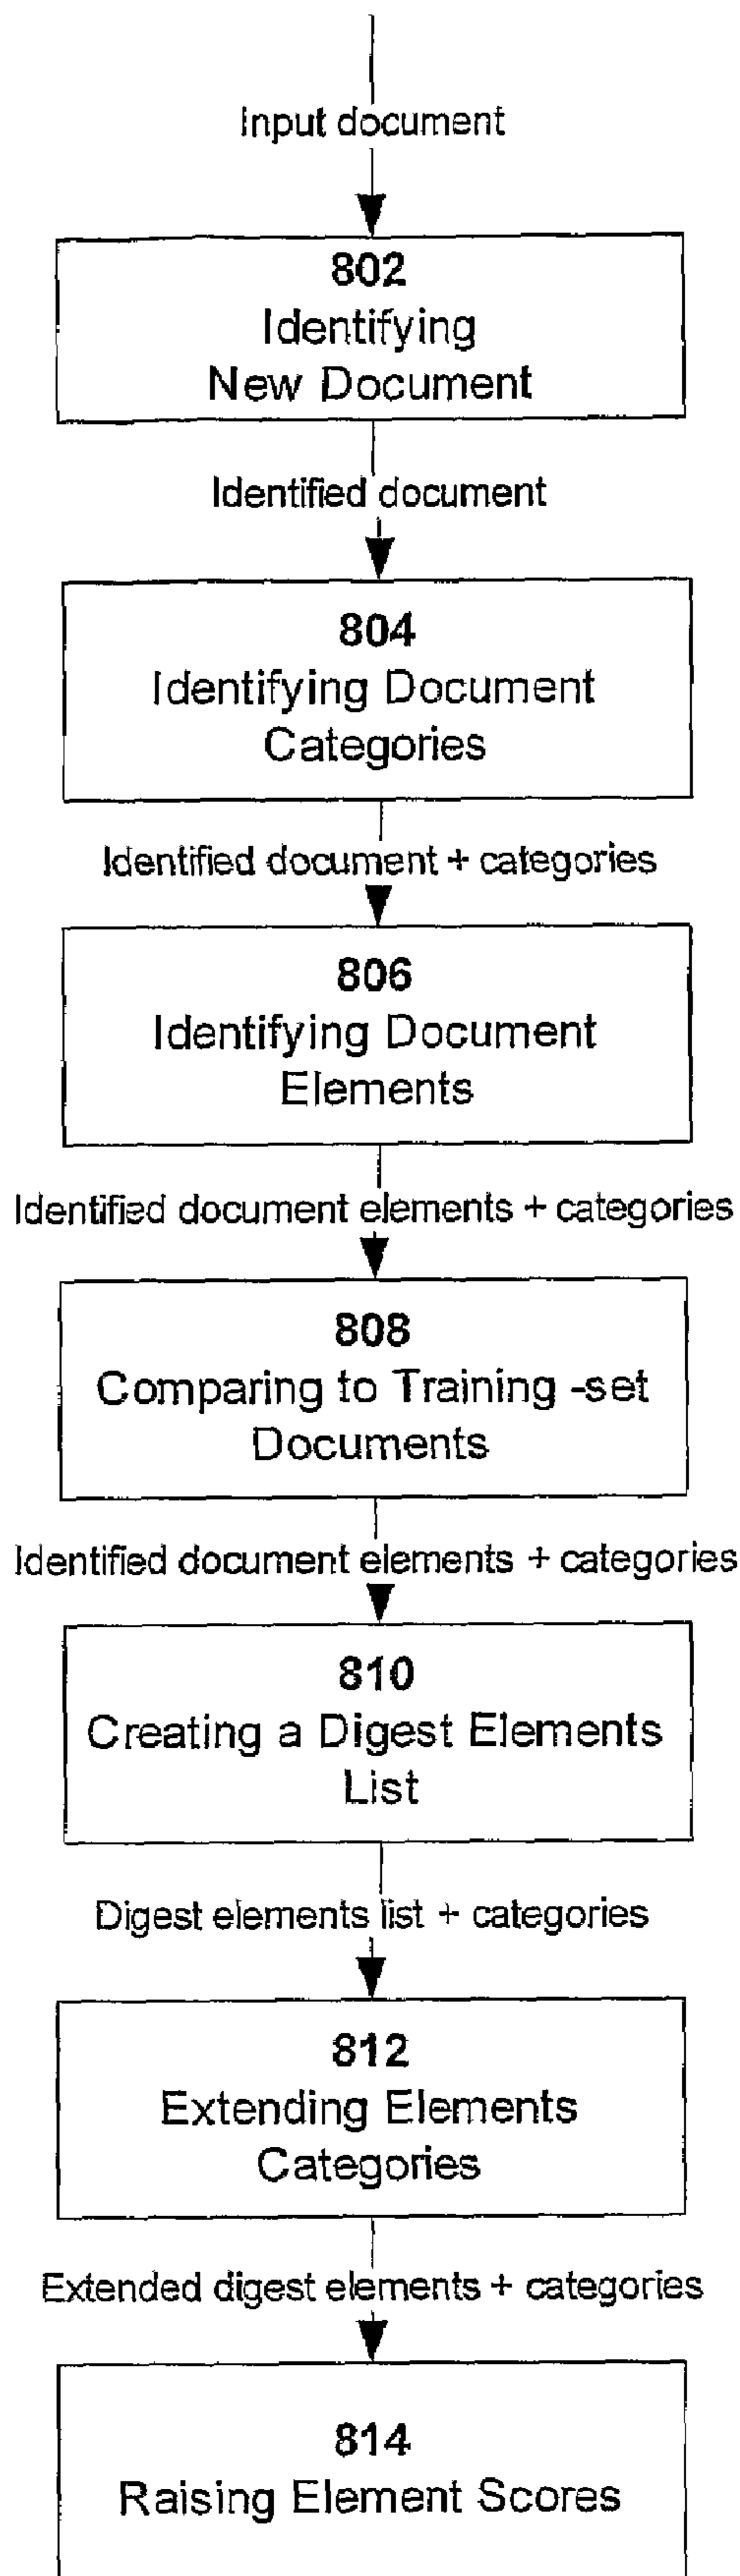 Input document
802
Identifying
New Document
Identified document
804
Identifying Document
Categories
Identified document + categories
806
Identifying Document
Elements
Identified document elements + categories
808
Comparing to Training -set
Documents
Identified document elements + categories
810
Creating a Digest Elements
List
Digest elements list + categories
812
Extending Elements
Categories
Extended digest elements + categories
814
Raising Element Scores